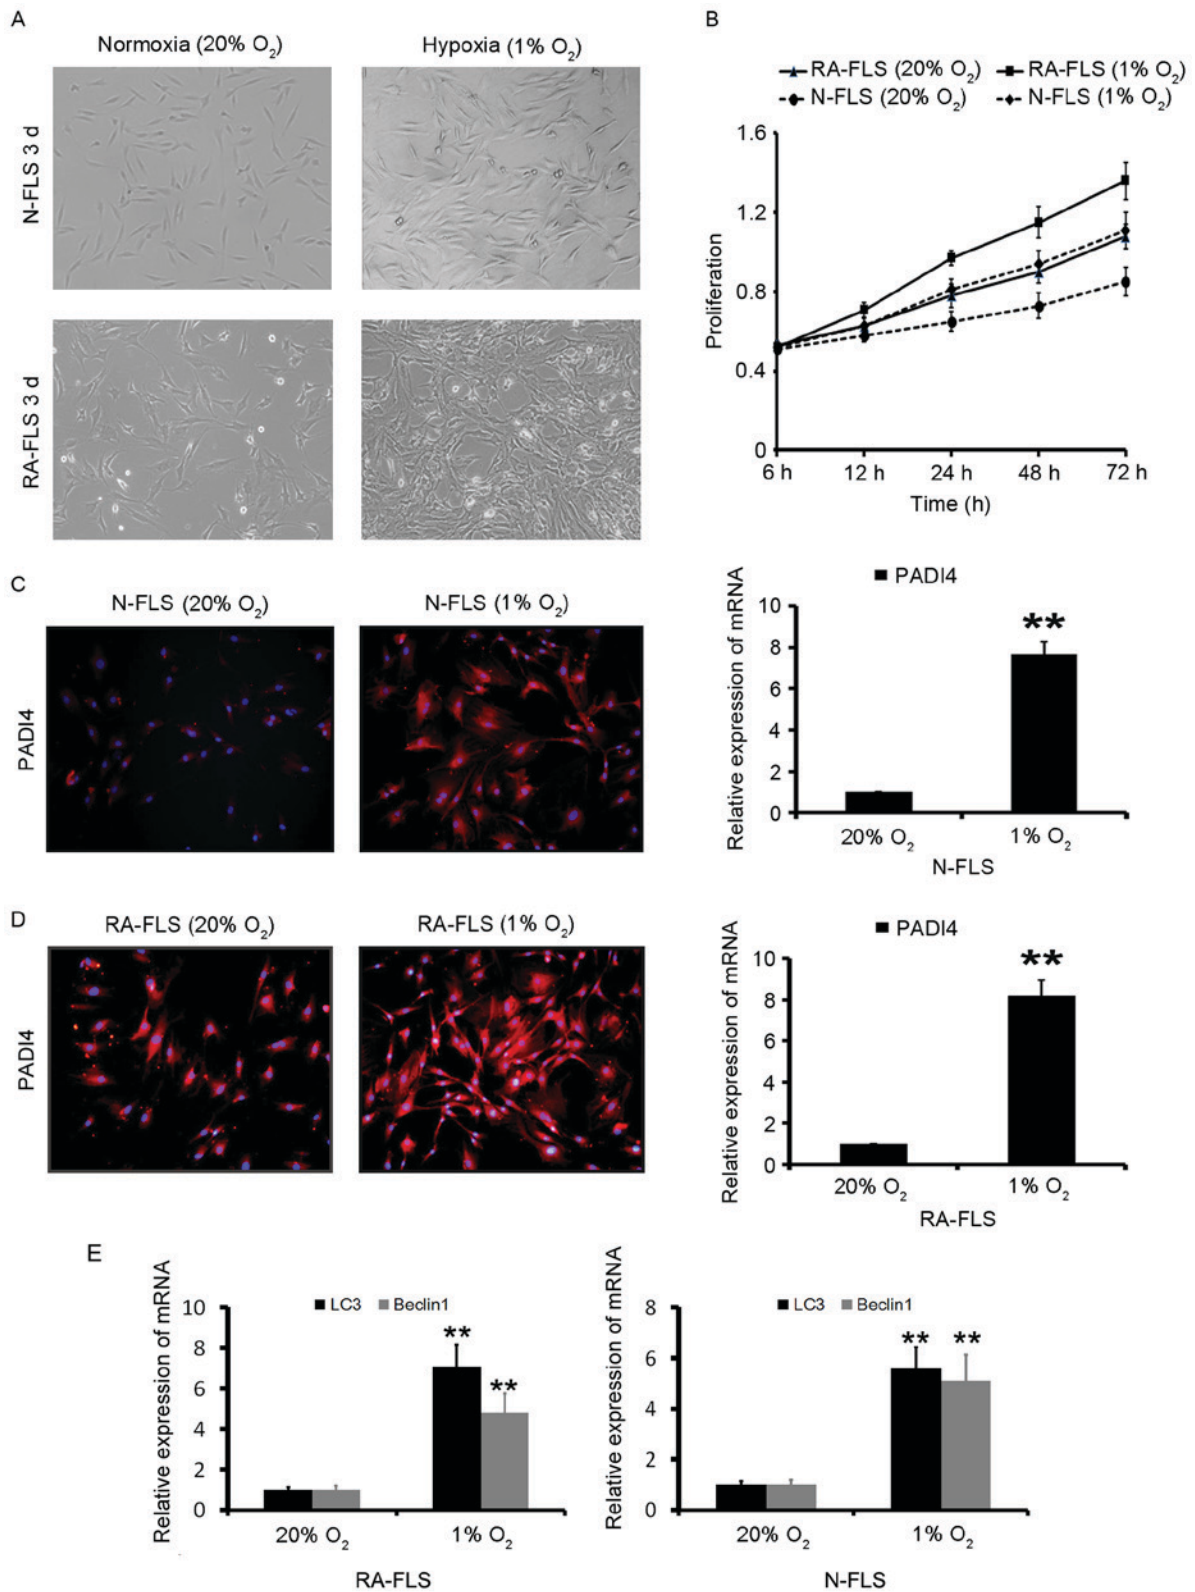 A
Normoxia (20% O2)
Hypoxia (1% O2)
N-FLS 3 d
RA-FLS 3 d
B
RA-FLS (20% O2)
RA-FLS (1% O2)
N-FLS (20% O2)
N-FLS (1% O2)
Proliferation
1.6
1.2
0.8
0.4
0
6 h
12 h
24 h
48 h
72 h
Time (h)
C
N-FLS (20% O2)
N-FLS (1% O2)
PADI4
PADI4
Relative expression of mRNA
10
8
6
4
2
0
**
20% O2
1% O2
N-FLS
D
RA-FLS (20% O2)
RA-FLS (1% O2)
PADI4
PADI4
Relative expression of mRNA
10
8
6
4
2
0
**
20% O2
1% O2
RA-FLS
E
Relative expression of mRNA
LC3
Beclin1
10
8
6
4
2
0
**
**
20% O2
1% O2
RA-FLS
Relative expression of mRNA
LC3
Beclin1
8
6
4
2
0
**
**
20% O2
1% O2
N-FLS